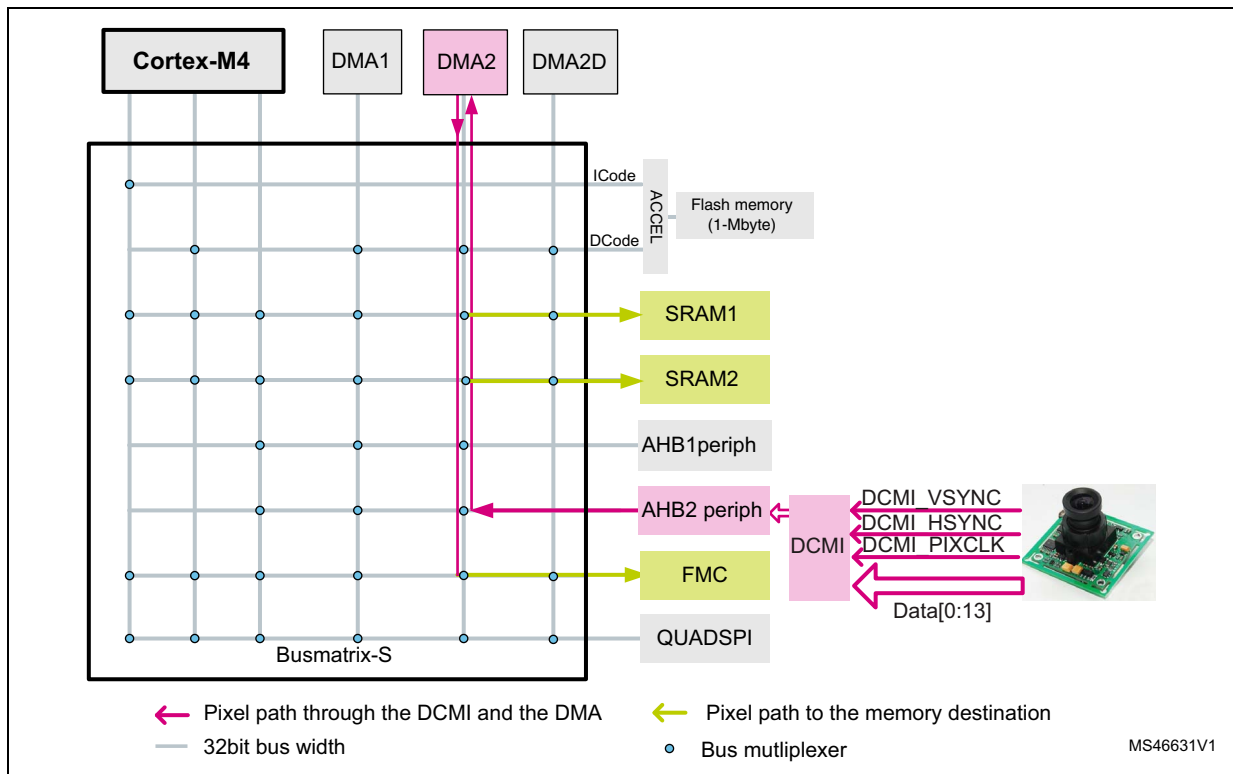 Cortex-M4
DMA1
DMA2
DMA2D
ICode
DCode
ACCEL
Flash memory
(1-Mbyte)
SRAM1
SRAM2
AHB1periph
AHB2 periph
DCMI
DCMI_VSYNC
DCMI_HSYNC
DCMI_PIXCLK
Data[0:13]
FMC
QUADSPI
Busmatrix-S
Pixel path through the DCMI and the DMA
Pixel path to the memory destination
32bit bus width
Bus mutliplexer
MS46631V1